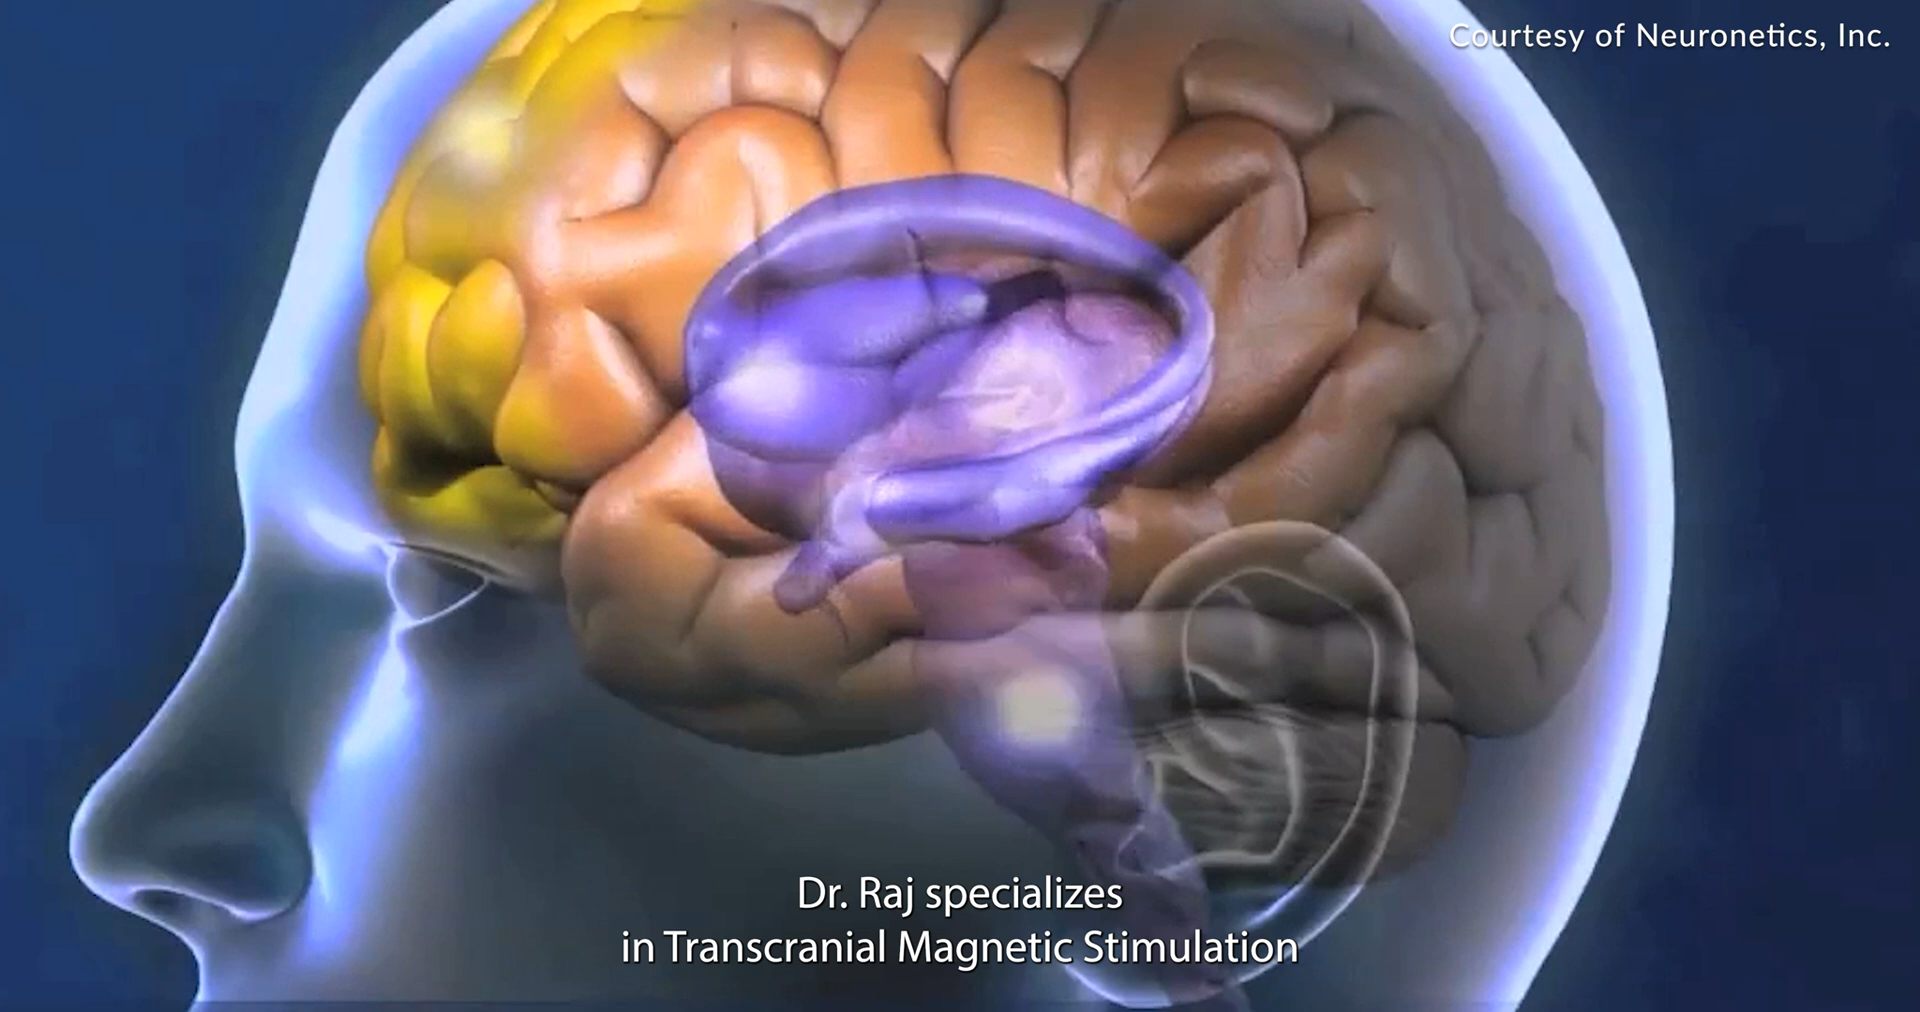 Courtesy of Neuronetics, Inc.
Dr. Raj specializes
in Transcranial Magnetic Stimulation